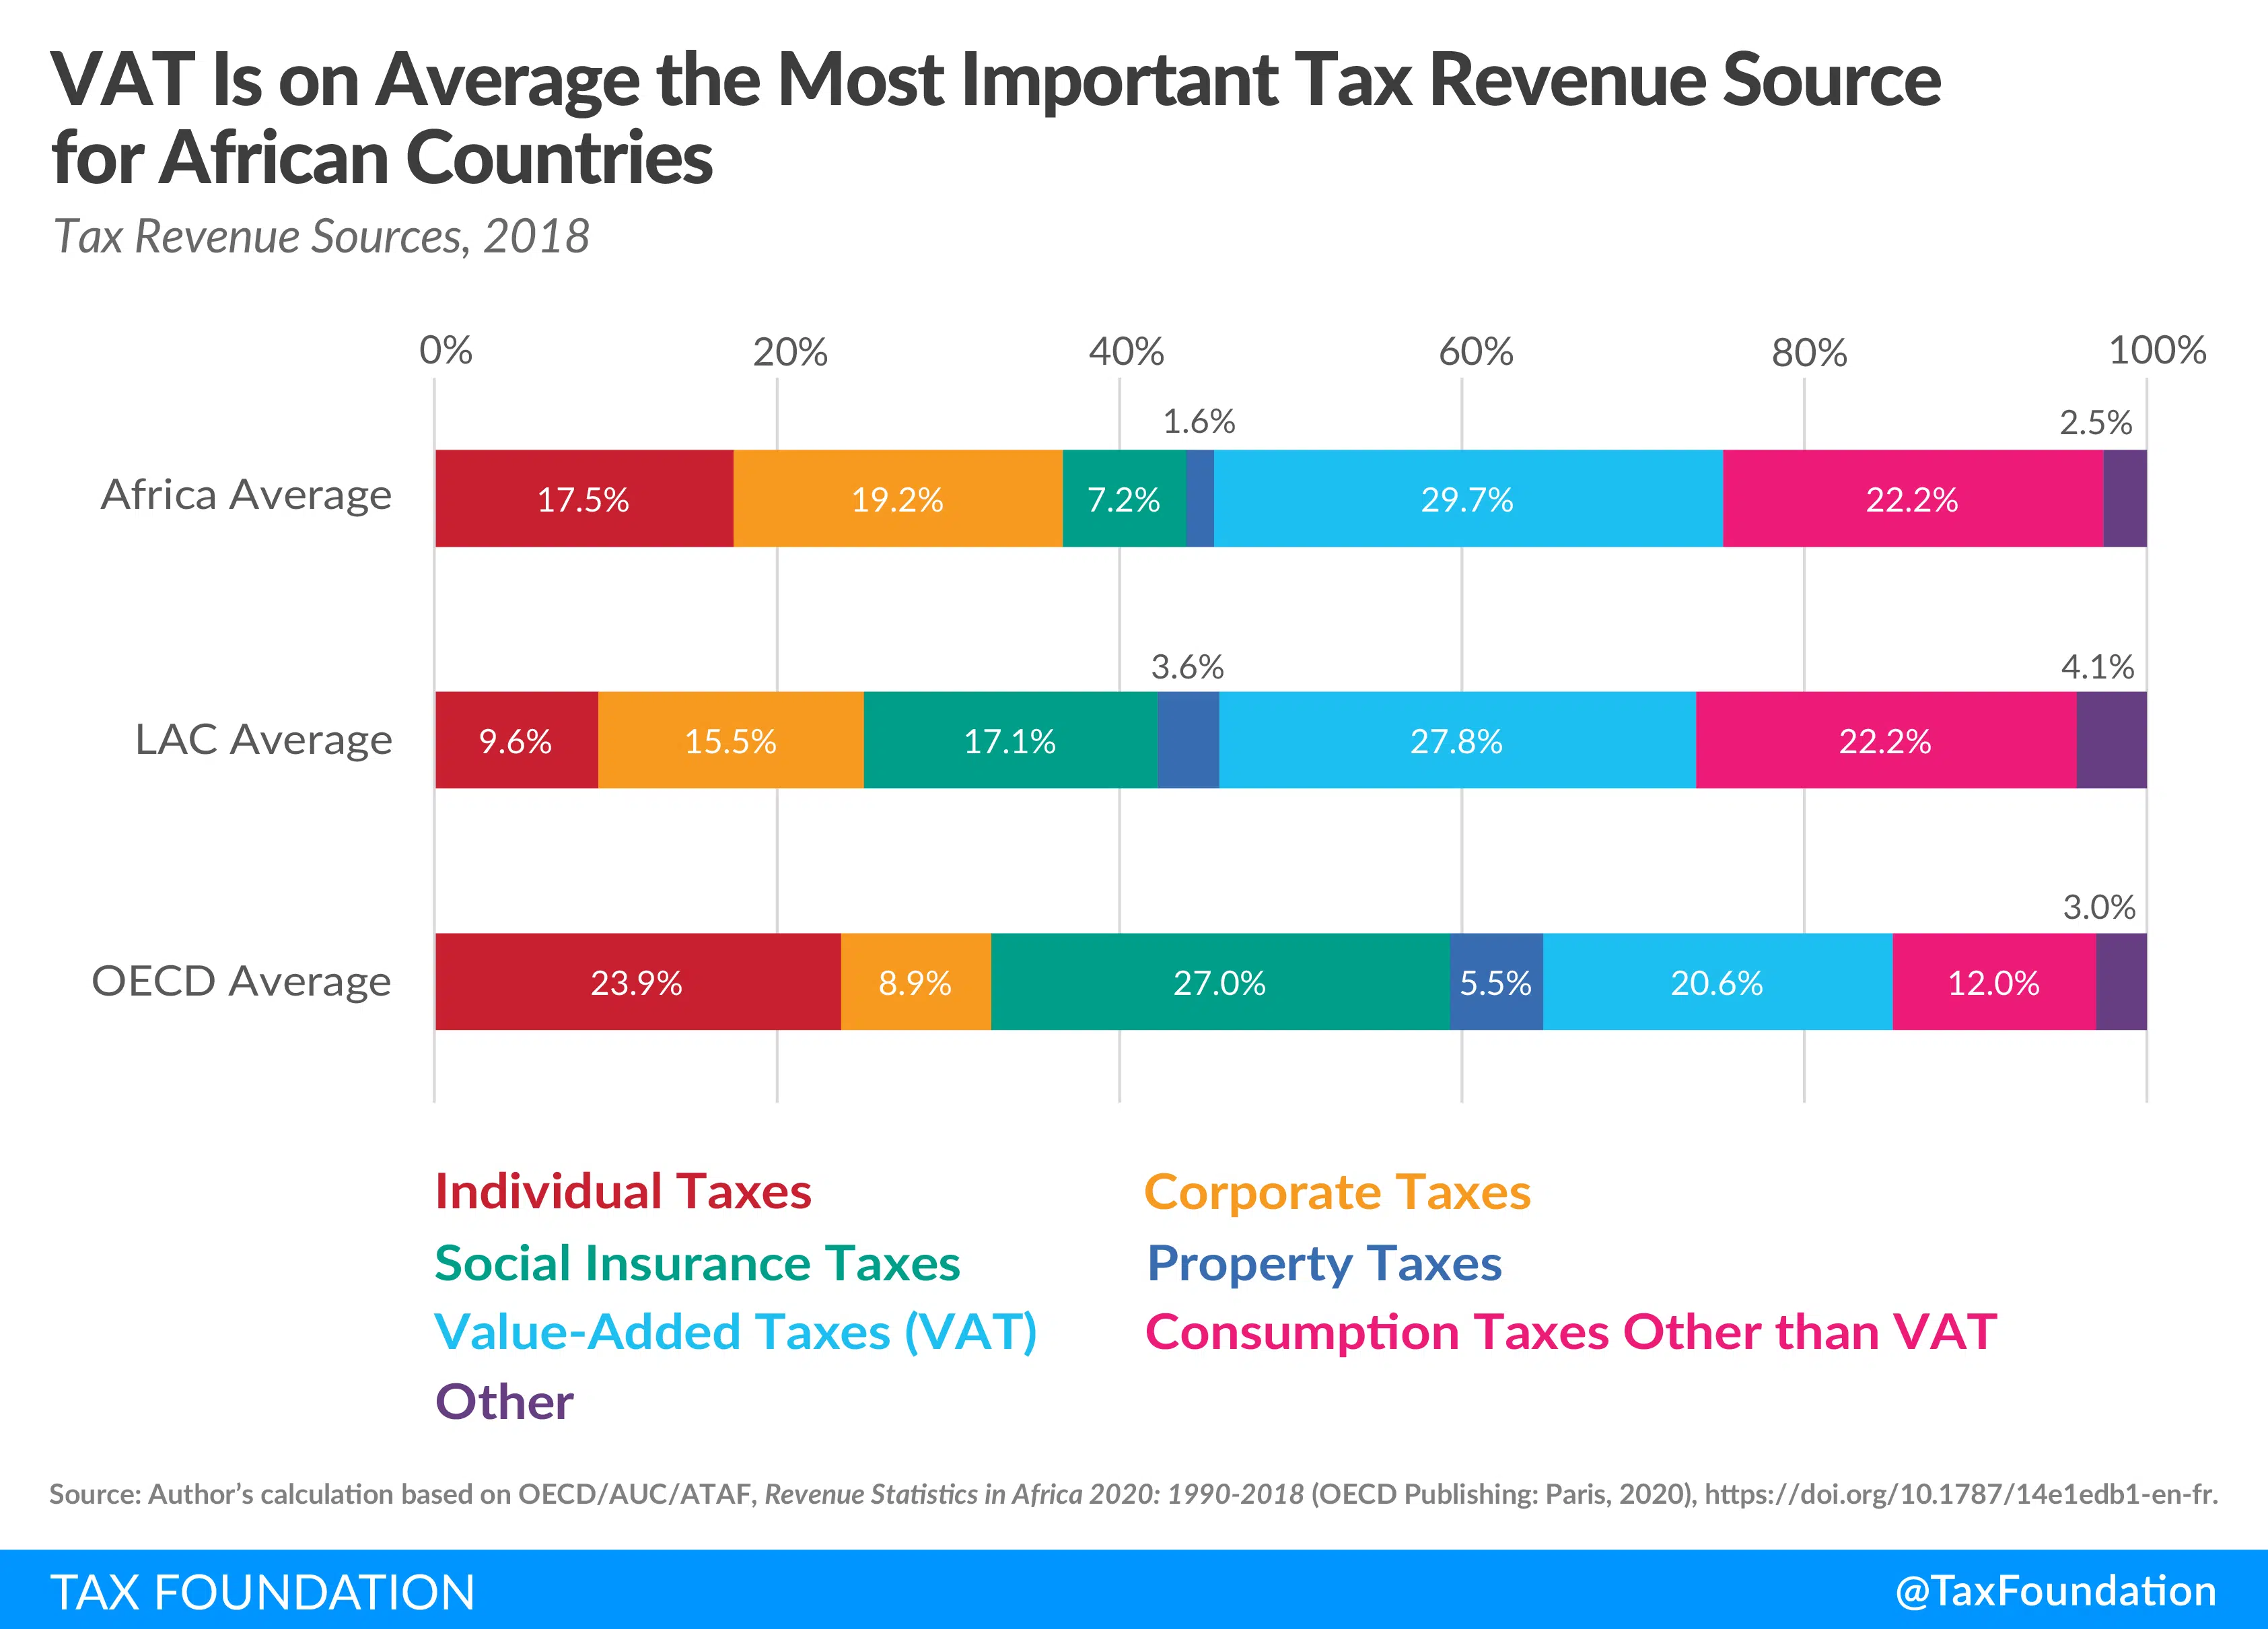 VAT Is on Average the Most Important Tax Revenue Source
for African Countries
Tax Revenue Sources, 2018
0% 20% 40% 60% 80% 100%
1.6% 2.5%
Africa Average 17.5% 19.2% 7.2% 29.7% 22.2%
3.6% 4.1%
LAC Average 9.6% 15.5% 17.1% 27.8% 22.2%
3.0%
OECD Average 23.9% 8.9% 27.0% 5.5% 20.6% 12.0%
Individual Taxes Corporate Taxes
Social Insurance Taxes Property Taxes
Value-Added Taxes (VAT) Consumption Taxes Other than VAT
Other
Source: Author’s calculation based on OECD/AUC/ATAF, Revenue Statistics in Africa 2020: 1990-2018 (OECD Publishing: Paris, 2020), https://doi.org/10.1787/14e1edb1-en-fr.
TAX FOUNDATION @TaxFoundation